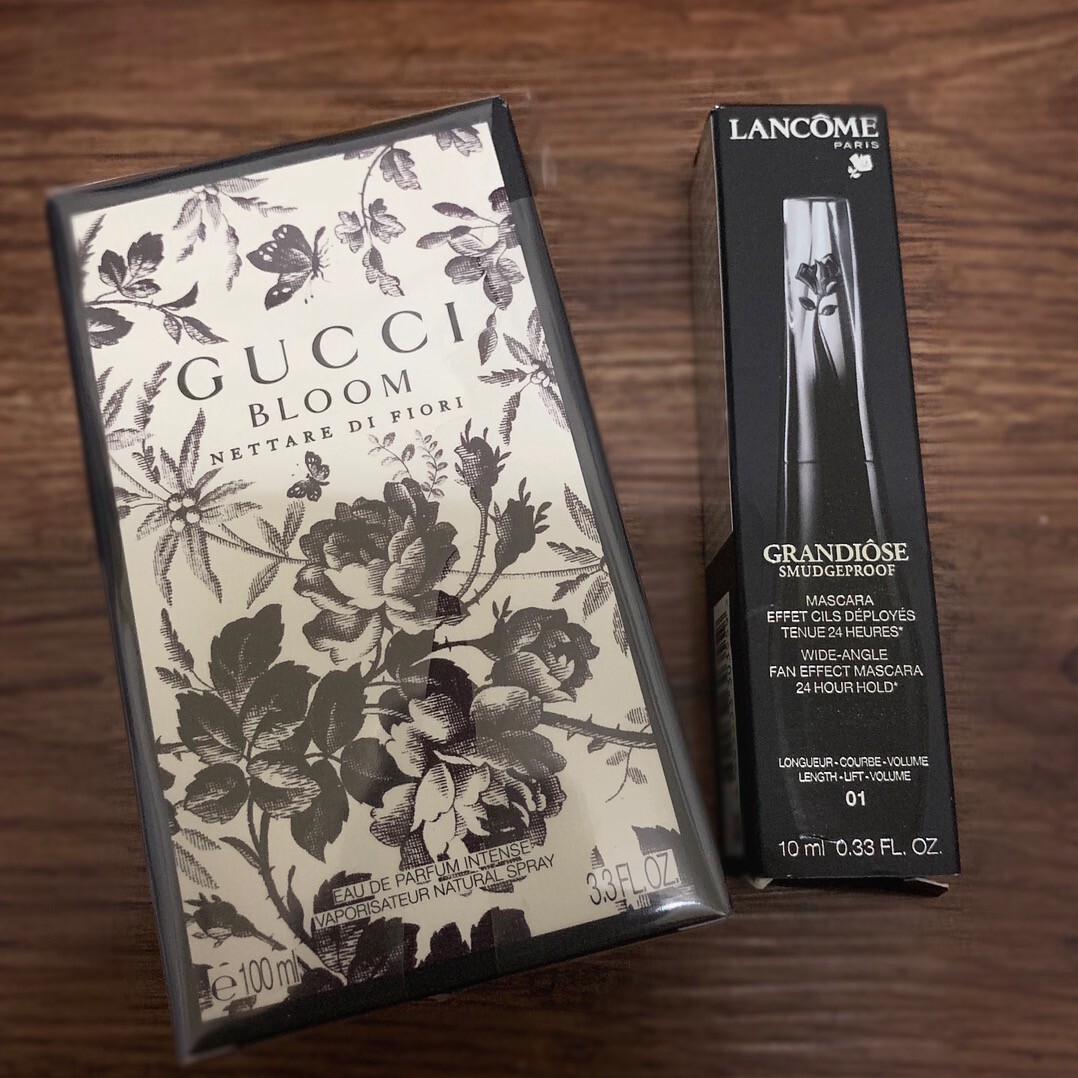 GUCCI
BLOOM
NETTARE DI FIORI
EAU DE PARFUM INTENSE
VAPORISATEUR NATURAL SPRAY
3.3 FL.OZ.
e 100 ml
LANCÔME
PARIS
GRANDIÔSE
SMUDGEPROOF
MASCARA
EFFET CILS DÉPLOYÉS
TENUE 24 HEURES*
WIDE-ANGLE
FAN EFFECT MASCARA
24 HOUR HOLD*
LONGUEUR - COURBE - VOLUME
LENGTH - LIFT - VOLUME
01
10 ml 0.33 FL. OZ.